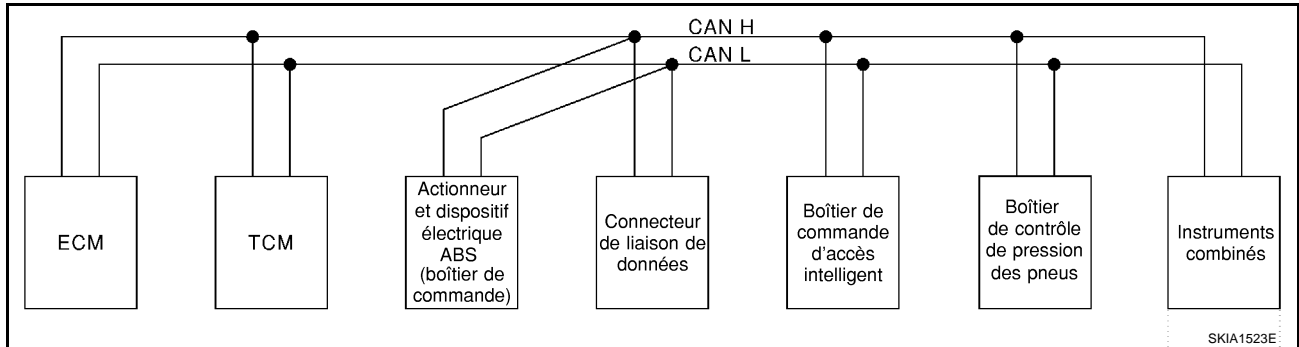 CAN H
CAN L
ECM
TCM
Actionneur
et dispositif
électrique
ABS
(boîtier de
commande)
Connecteur
de liaison de
données
Boîtier de
commande
d'accès
intelligent
Boîtier
de contrôle
de pression
des pneus
Instruments
combinés
SKIA1523E